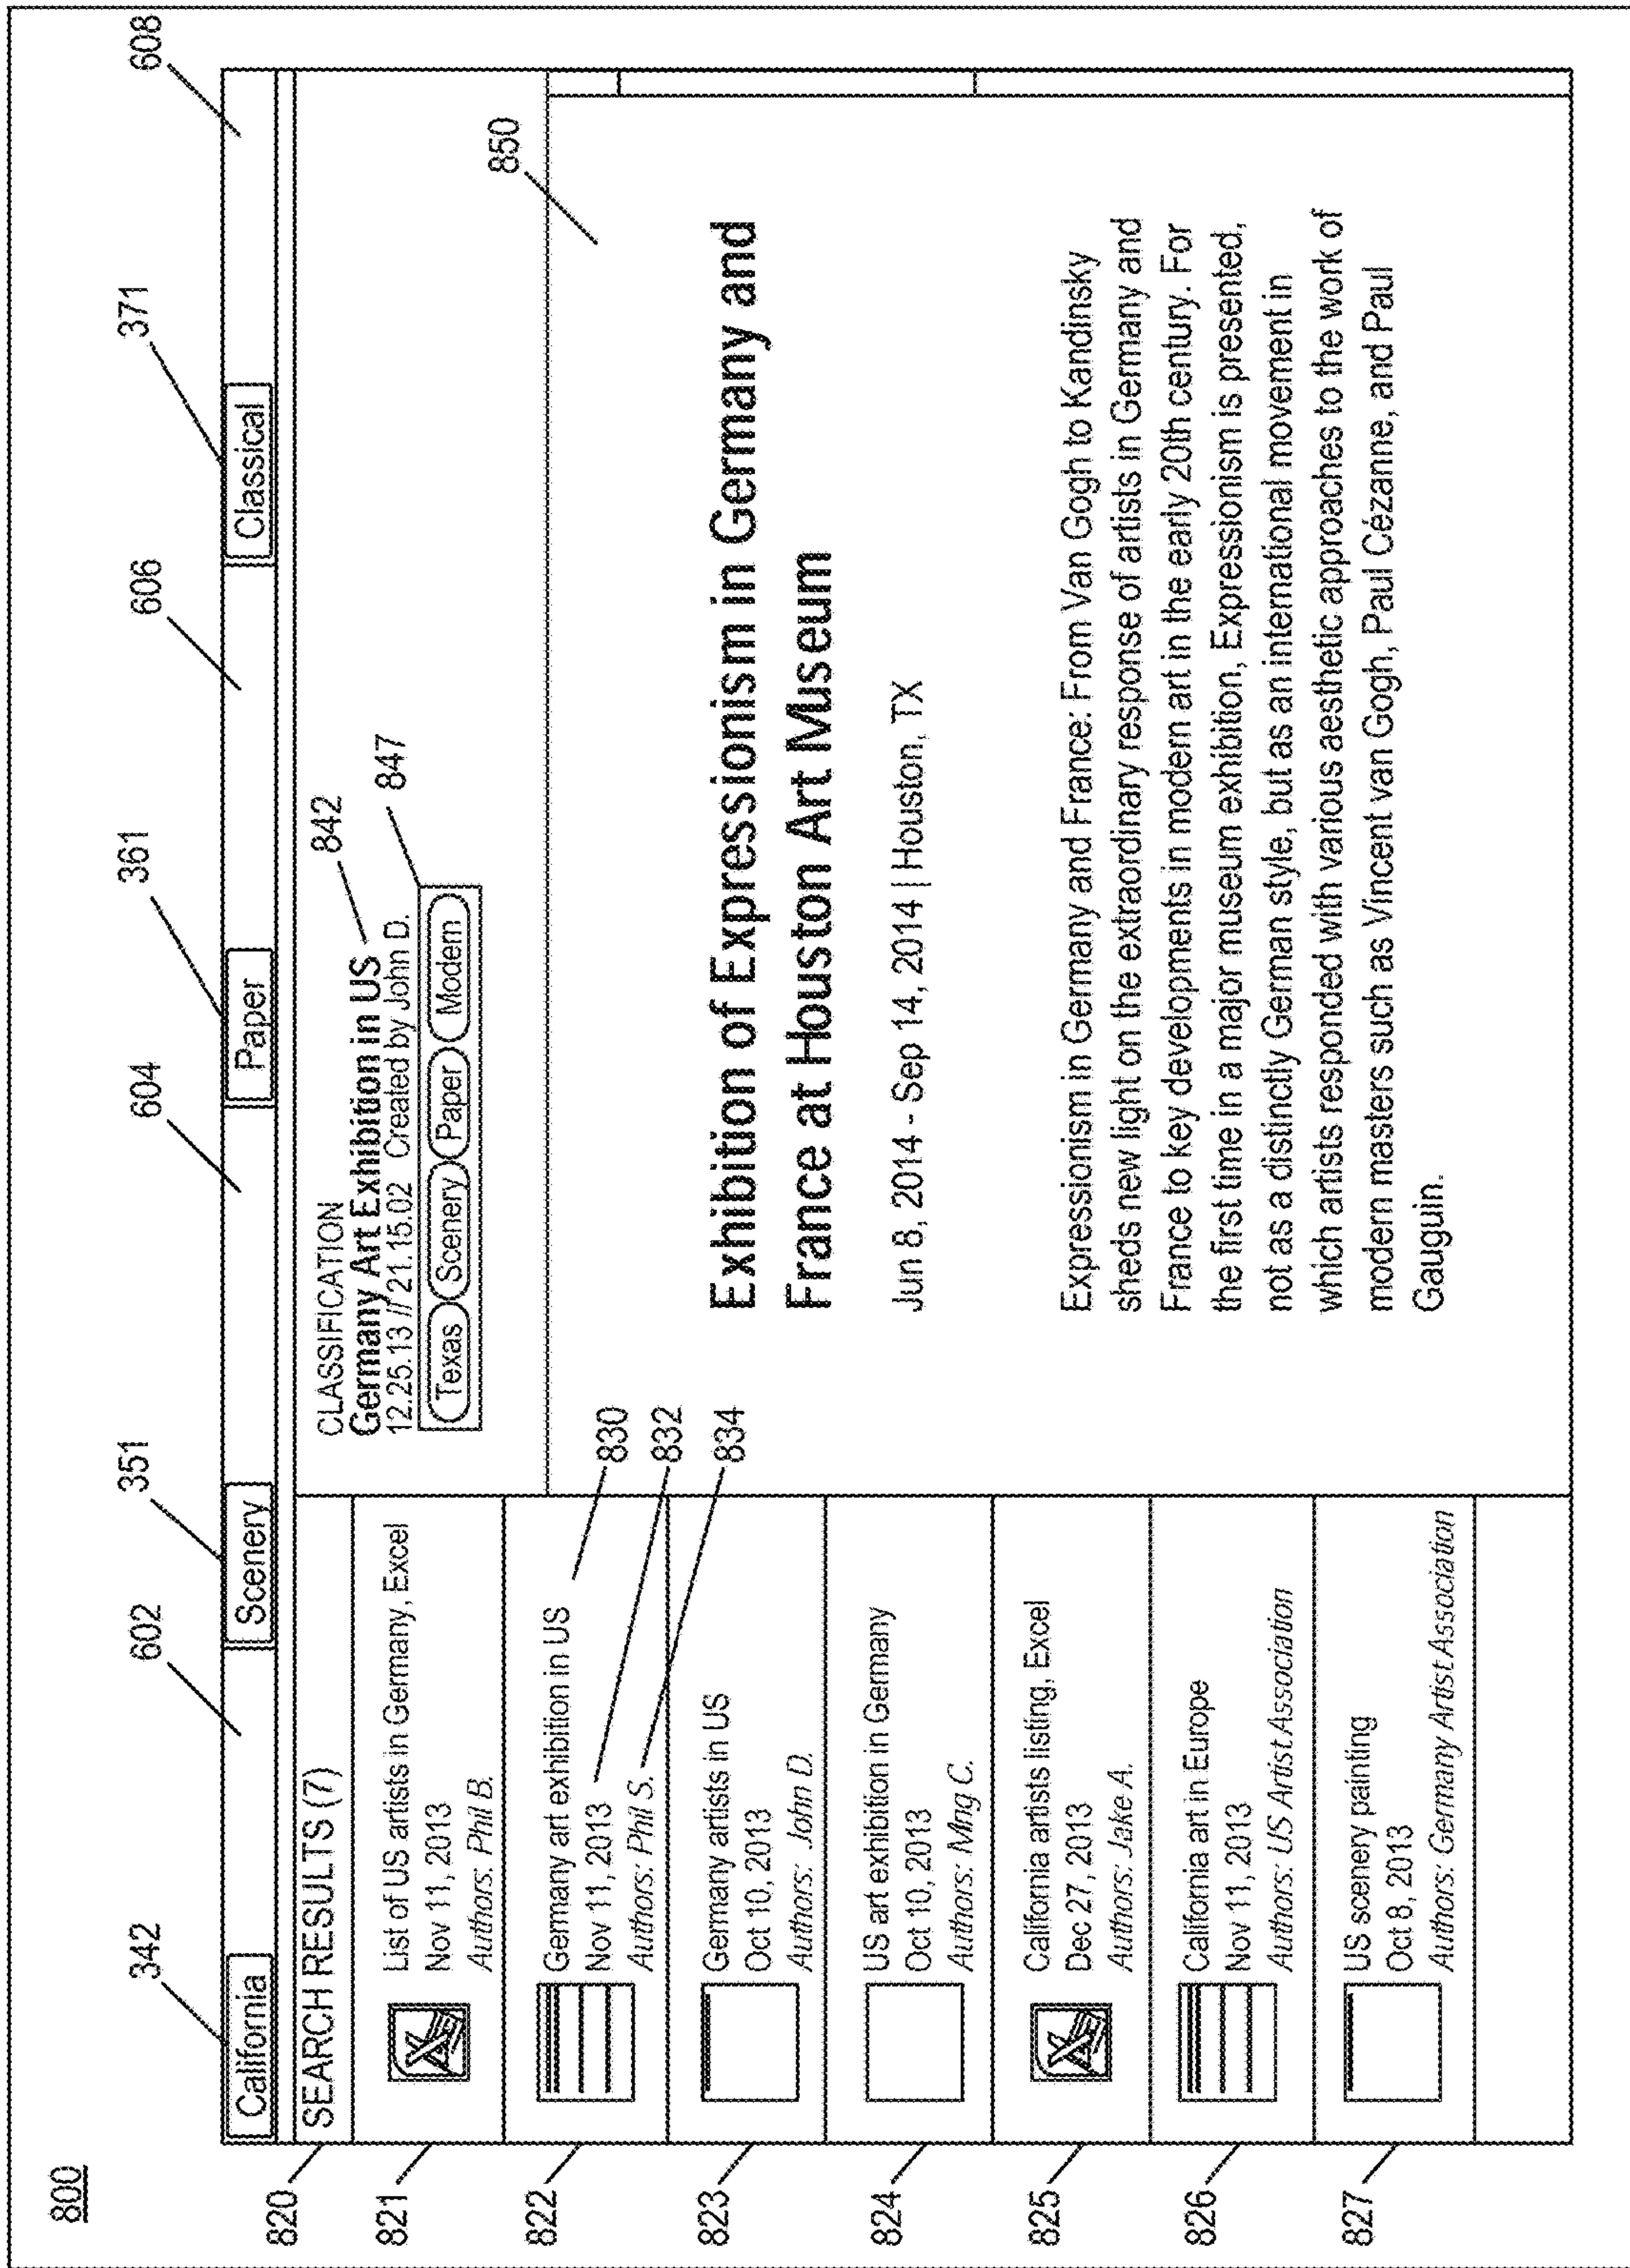 800
342
602
351
604
361
606
371
608
California
Scenery
Paper
Classical
820
SEARCH RESULTS (7)
821
List of US artists in Germany, Excel
Nov 11, 2013
Authors: Phil B.
822
Germany art exhibition in US
Nov 11, 2013
Authors: Phil S.
830
832
834
823
Germany artists in US
Oct 10, 2013
Authors: John D.
824
US art exhibition in Germany
Oct 10, 2013
Authors: Mng C.
825
California artists listing, Excel
Dec 27, 2013
Authors: Jake A.
826
California art in Europe
Nov 11, 2013
Authors: US Artist Association
827
US scenery painting
Oct 8, 2013
Authors: Germany Artist Association
CLASSIFICATION
Germany Art Exhibition in US
842
12.25.13 // 21.15.02 Created by John D.
847
Texas Scenery Paper Modern
850
Exhibition of Expressionism in Germany and
France at Houston Art Museum
Jun 8, 2014 - Sep 14, 2014 | Houston, TX
Expressionism in Germany and France: From Van Gogh to Kandinsky
sheds new light on the extraordinary response of artists in Germany and
France to key developments in modern art in the early 20th century. For
the first time in a major museum exhibition, Expressionism is presented,
not as a distinctly German style, but as an international movement in
which artists responded with various aesthetic approaches to the work of
modern masters such as Vincent van Gogh, Paul Cézanne, and Paul
Gauguin.